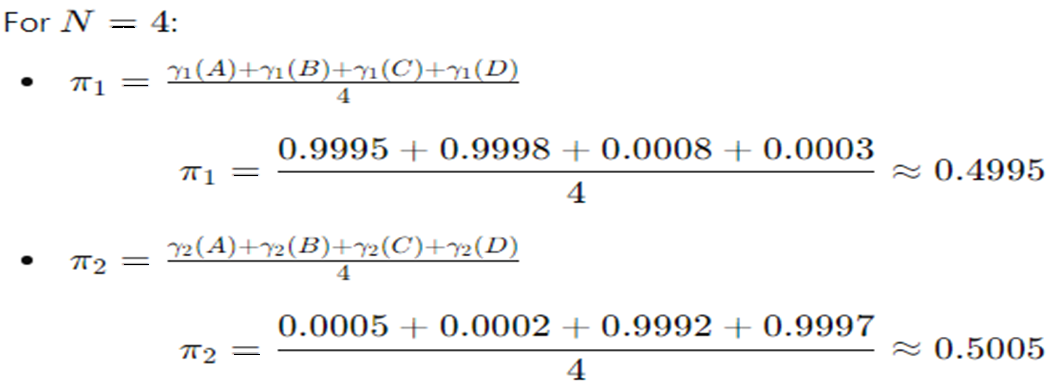 For N = 4:
• π₁ = γ₁(A)+γ₁(B)+γ₁(C)+γ₁(D) / 4
π₁ = 0.9995 + 0.9998 + 0.0008 + 0.0003 / 4 ≈ 0.4995
• π₂ = γ₂(A)+γ₂(B)+γ₂(C)+γ₂(D) / 4
π₂ = 0.0005 + 0.0002 + 0.9992 + 0.9997 / 4 ≈ 0.5005